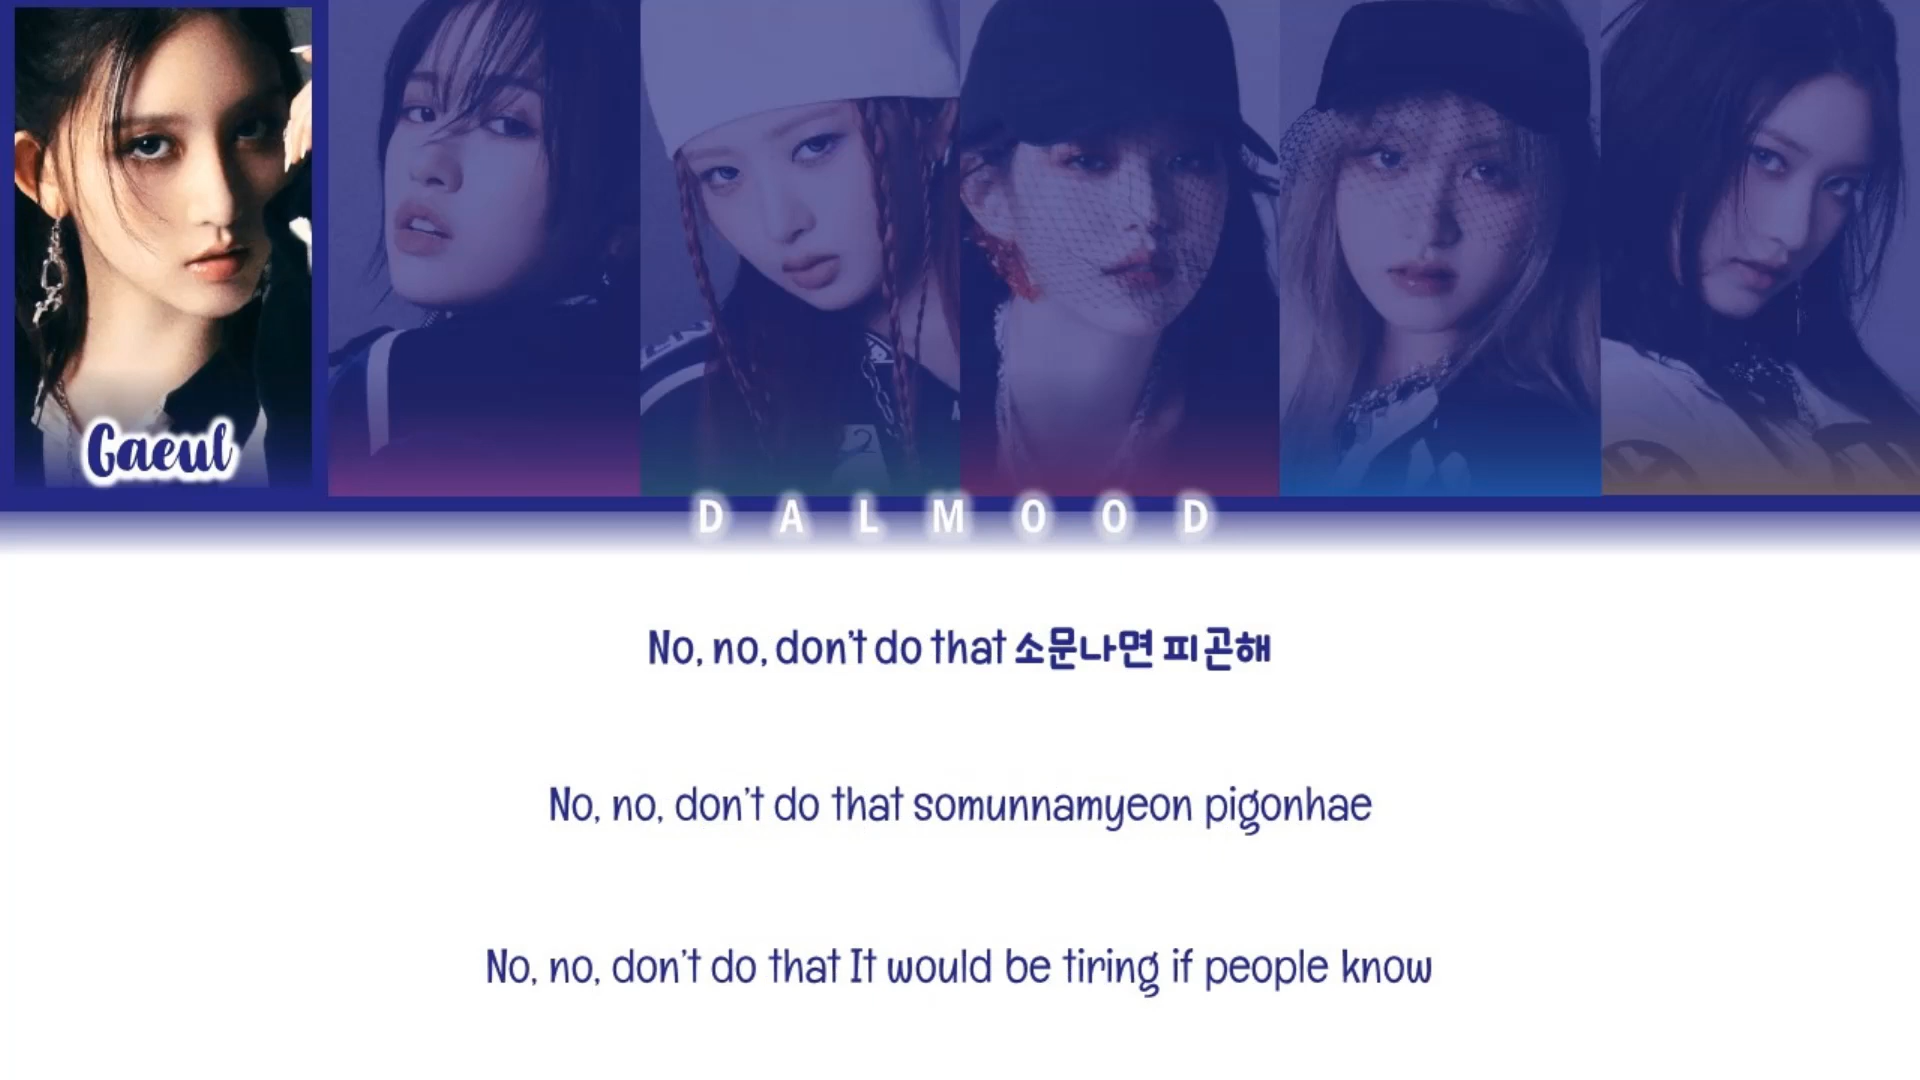 Gaeul
DALMOOD
No, no, don't do that 소문나면 피곤해
No, no, don't do that somunnamyeon pigonhae
No, no, don't do that It would be tiring if people know